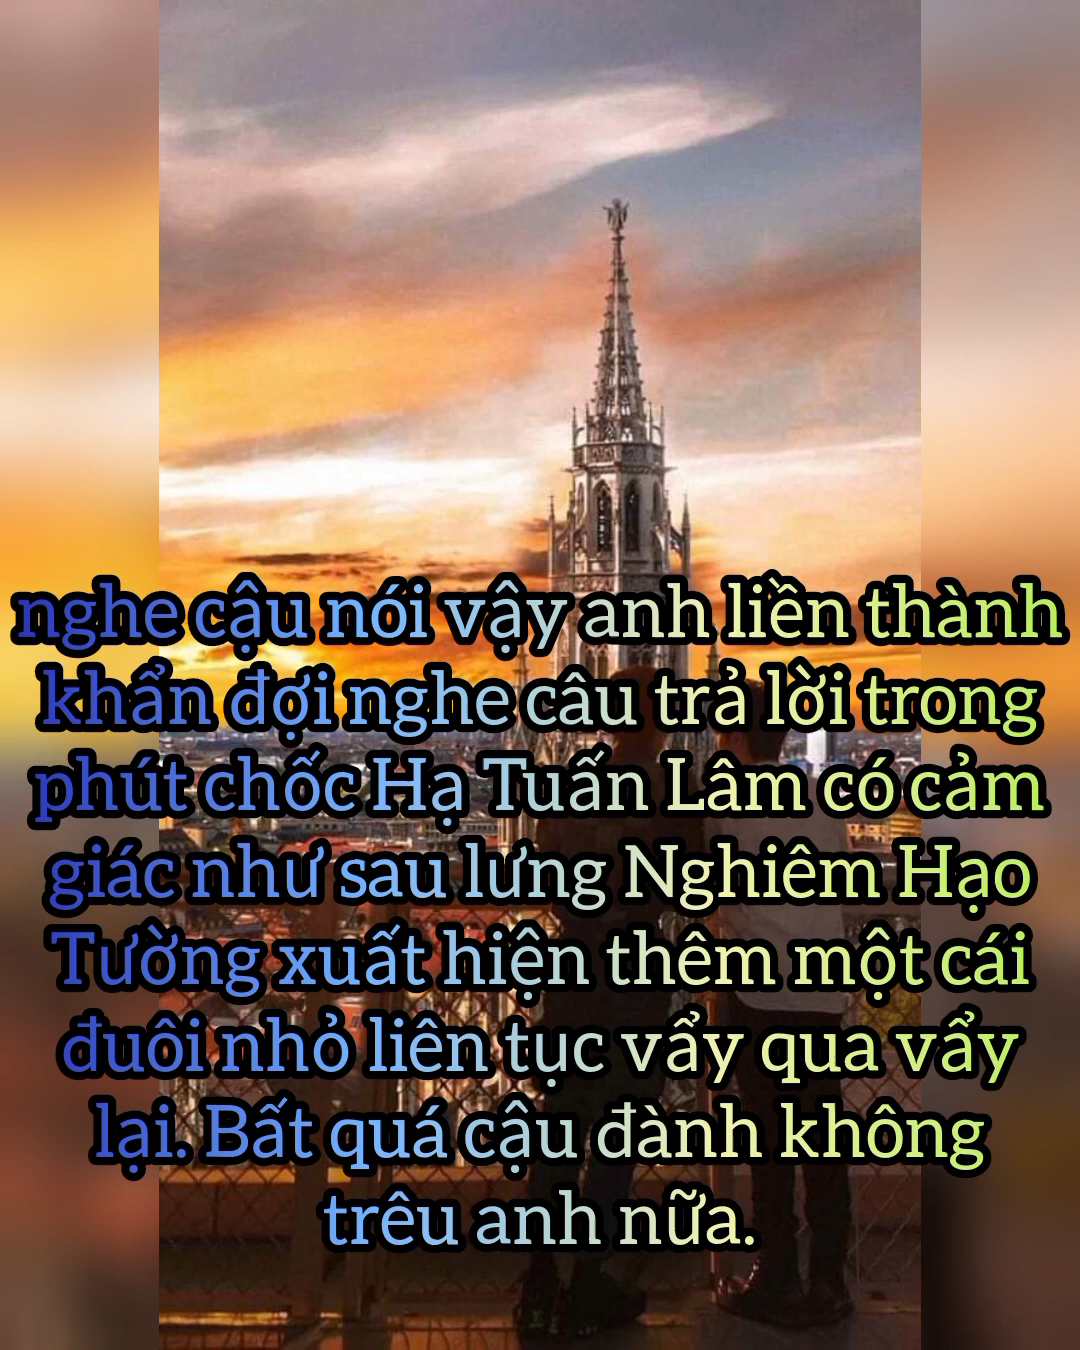 nghe cậu nói vậy anh liền thành
khẩn đợi nghe câu trả lời trong
phút chốc Hạ Tuấn Lâm có cảm
giác như sau lưng Nghiêm Hạo
Tường xuất hiện thêm một cái
đuôi nhỏ liên tục vẩy qua vẩy
lại. Bất quá cậu đành không
trêu anh nữa.